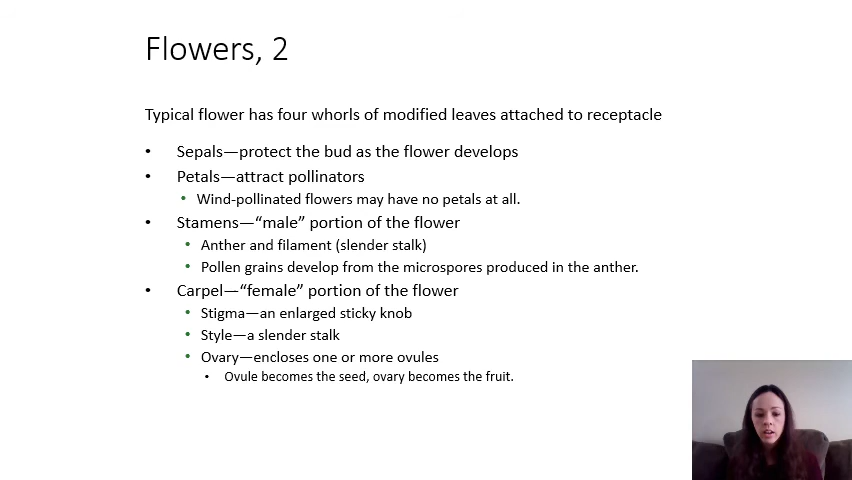 Flowers, 2
Typical flower has four whorls of modified leaves attached to receptacle
• Sepals—protect the bud as the flower develops
• Petals—attract pollinators
• Wind-pollinated flowers may have no petals at all.
• Stamens—“male” portion of the flower
• Anther and filament (slender stalk)
• Pollen grains develop from the microspores produced in the anther.
• Carpel—“female” portion of the flower
• Stigma—an enlarged sticky knob
• Style—a slender stalk
• Ovary—encloses one or more ovules
• Ovule becomes the seed, ovary becomes the fruit.